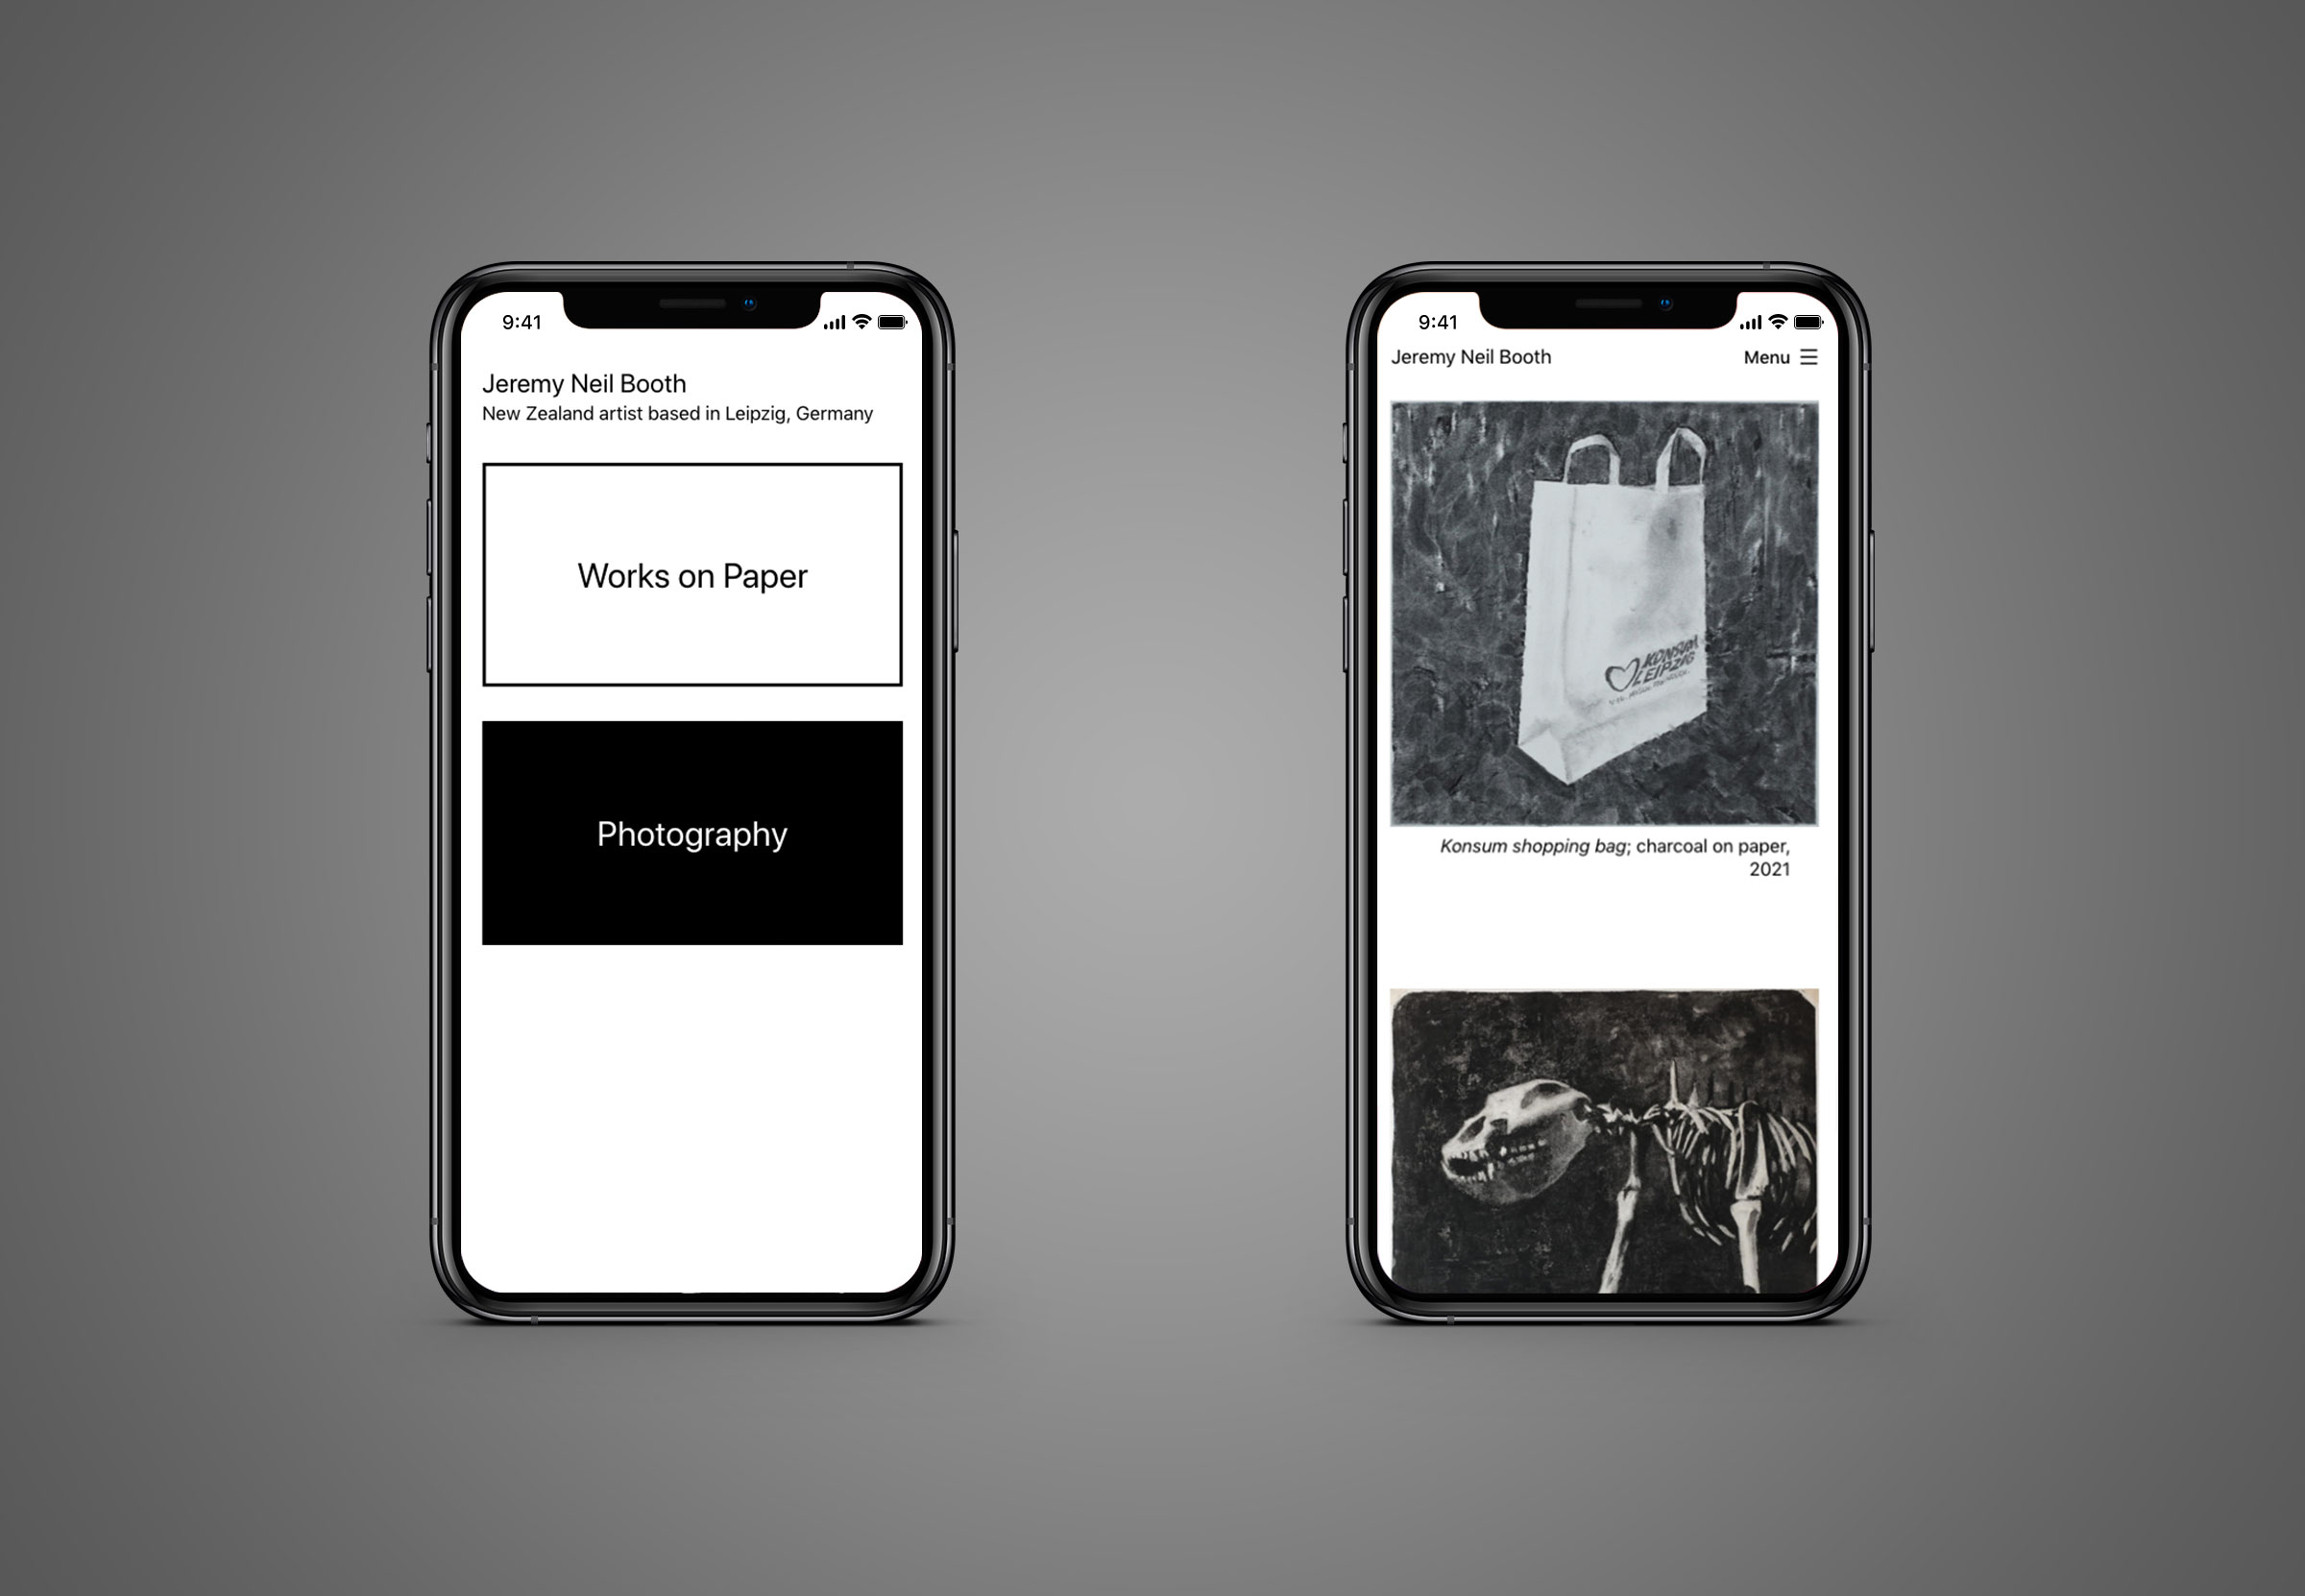 9:41
Jeremy Neil Booth
New Zealand artist based in Leipzig, Germany
Works on Paper
Photography
9:41
Jeremy Neil Booth
Menu
KONSUM
LEIPZIG
Konsum shopping bag; charcoal on paper,
2021